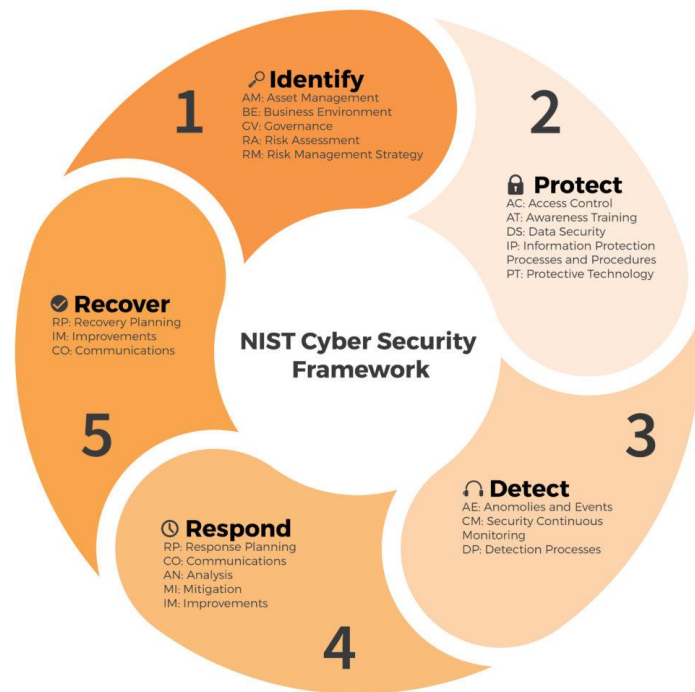 1
Identify
AM: Asset Management
BE: Business Environment
GV: Governance
RA: Risk Assessment
RM: Risk Management Strategy
2
Protect
AC: Access Control
AT: Awareness Training
DS: Data Security
IP: Information Protection
Processes and Procedures
PT: Protective Technology
NIST Cyber Security
Framework
3
Detect
AE: Anomolies and Events
CM: Security Continuous
Monitoring
DP: Detection Processes
4
Respond
RP: Response Planning
CO: Communications
AN: Analysis
MI: Mitigation
IM: Improvements
5
Recover
RP: Recovery Planning
IM: Improvements
CO: Communications